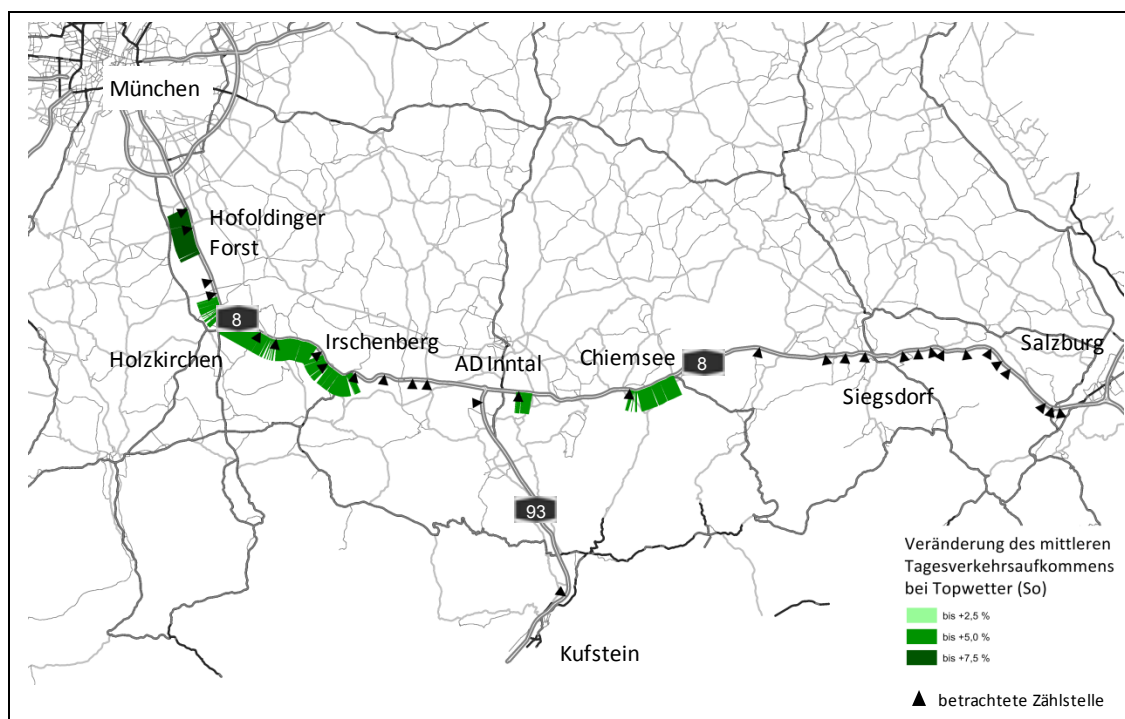 München
Hofoldinger
Forst
8
Holzkirchen
Irschenberg
AD Inntal
Chiemsee
8
Siegsdorf
Salzburg
93
Kufstein
Veränderung des mittleren
Tagesverkehrsaufkommens
bei Topwetter (So)
bis +2,5 %
bis +5,0 %
bis +7,5 %
betrachtete Zählstelle